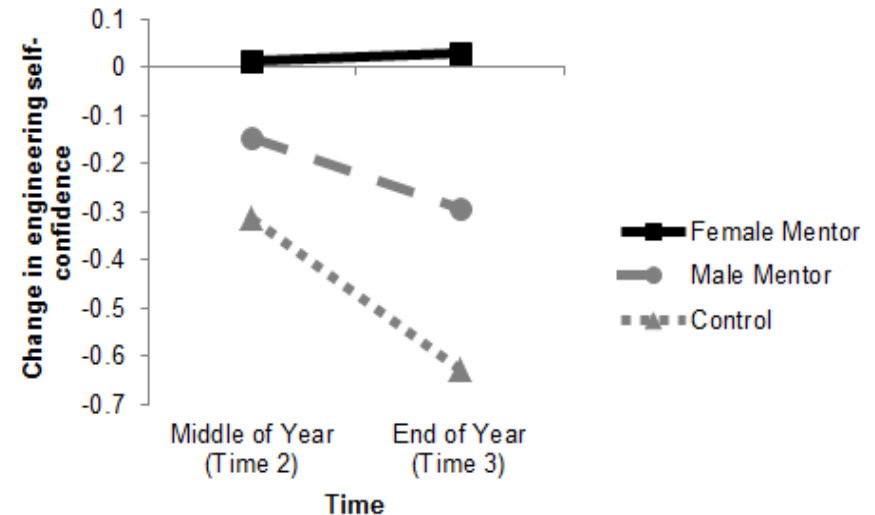 Change in engineering self-
confidence
0.1
0
-0.1
-0.2
-0.3
-0.4
-0.5
-0.6
-0.7
Middle of Year
(Time 2)
End of Year
(Time 3)
Time
Female Mentor
Male Mentor
Control